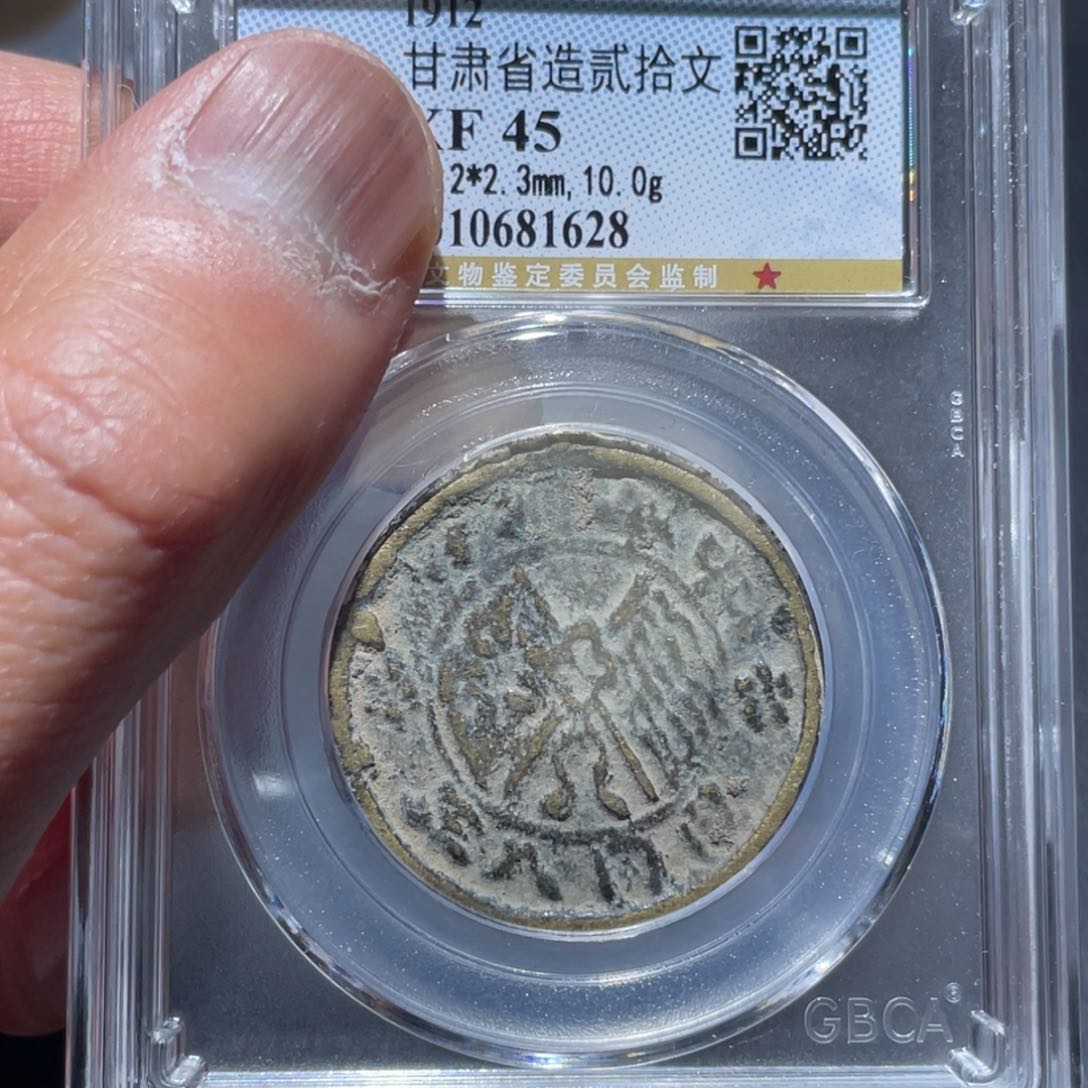 1912
甘肃省造贰拾文
XF 45
2*2.3mm, 10.0g
10681628
文物鉴定委员会监制
GBCA
GBCA